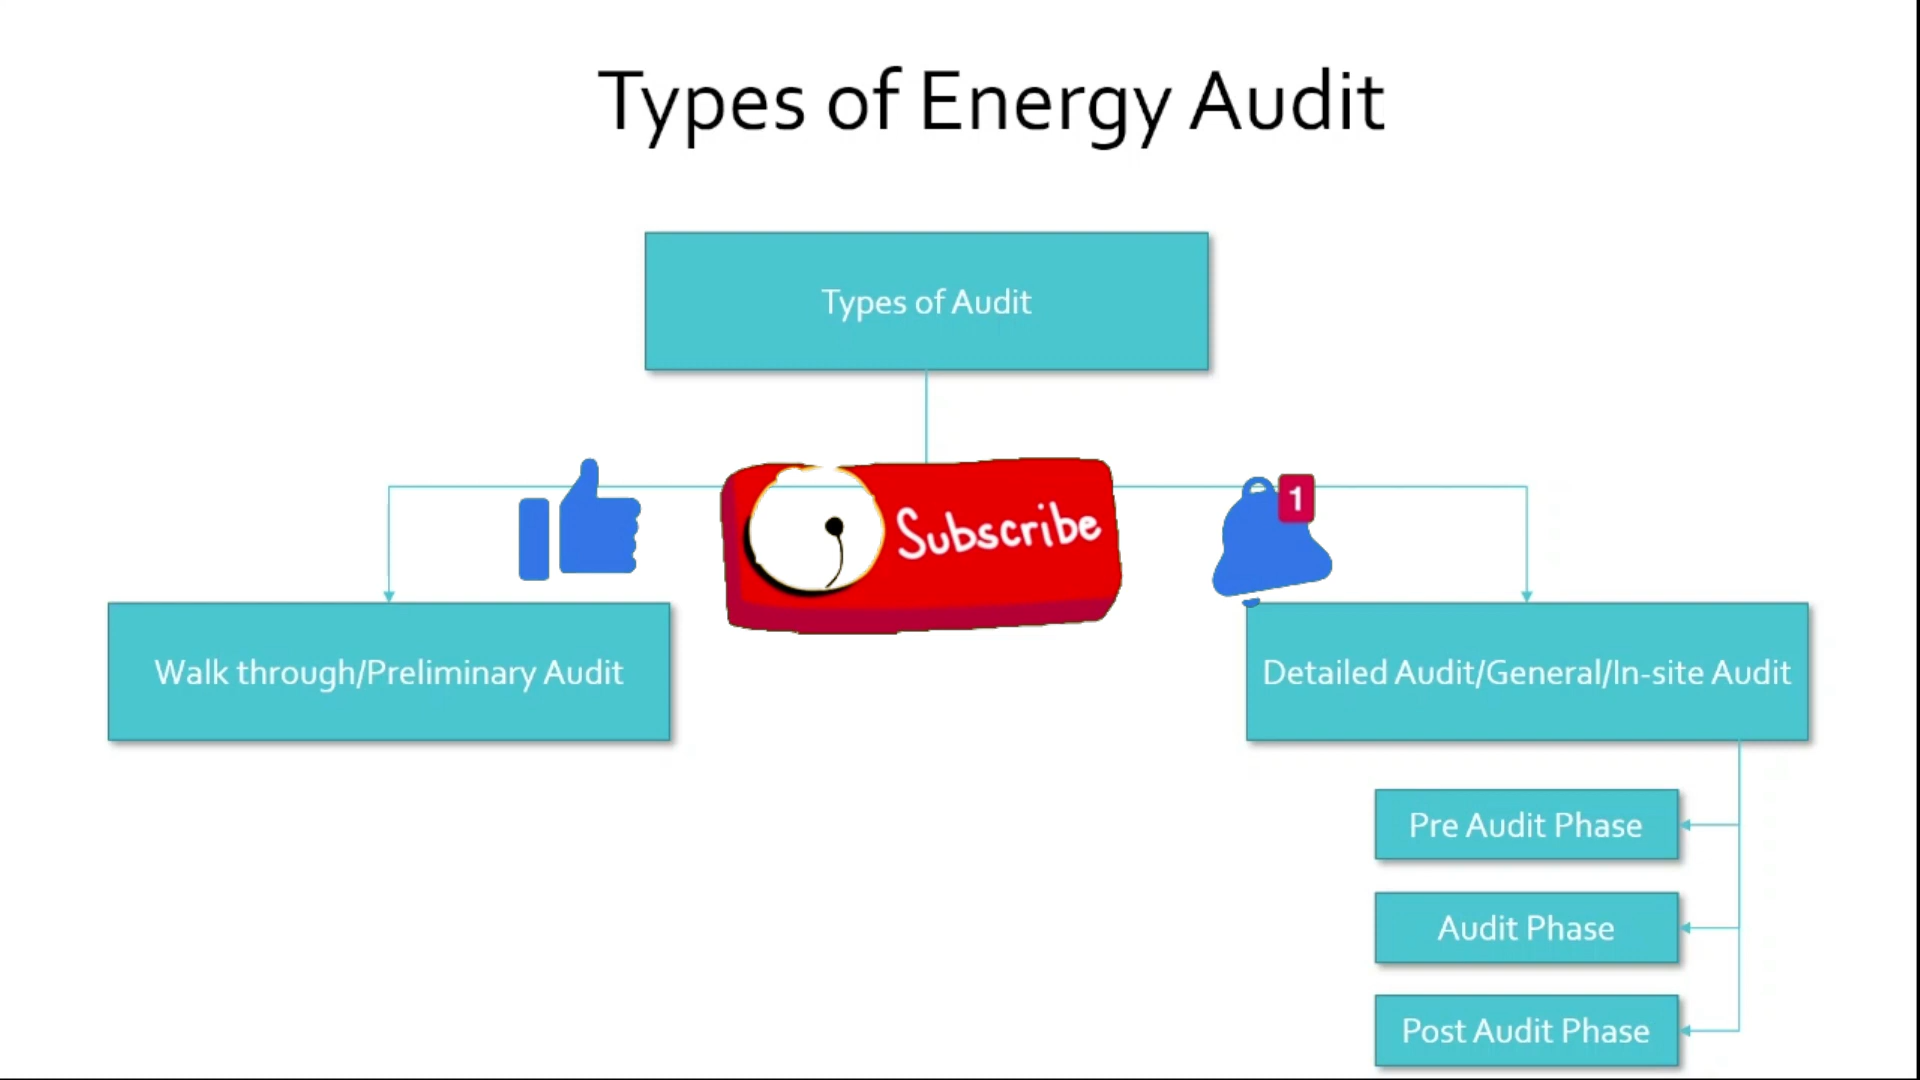 Types of Energy Audit
Types of Audit
1
Subscribe
Walk through/Preliminary Audit
Detailed Audit/General/In-site Audit
Pre Audit Phase
Audit Phase
Post Audit Phase